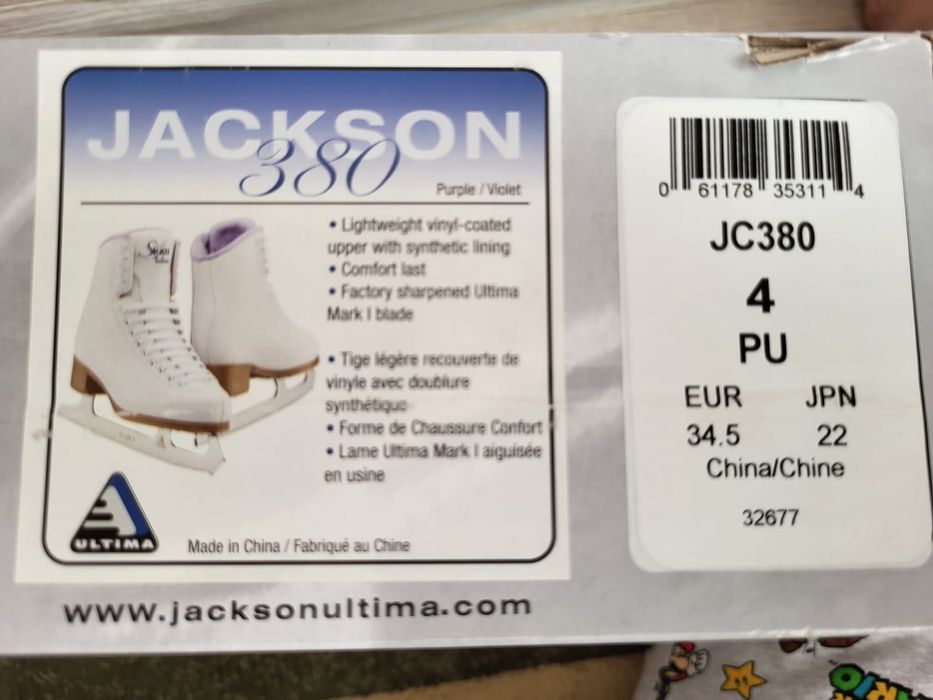 JACKSON
380
Purple / Violet
• Lightweight vinyl-coated
upper with synthetic lining
• Comfort last
• Factory sharpened Ultima
Mark I blade
• Tige légère recouverte de
vinyle avec doublure
synthétique
• Forme de Chaussure Confort
• Lame Ultima Mark I aiguisée
en usine
ULTIMA
Made in China / Fabriqué au Chine
www.jacksonultima.com
0 61178 35311 4
JC380
4
PU
EUR JPN
34.5 22
China/Chine
32677